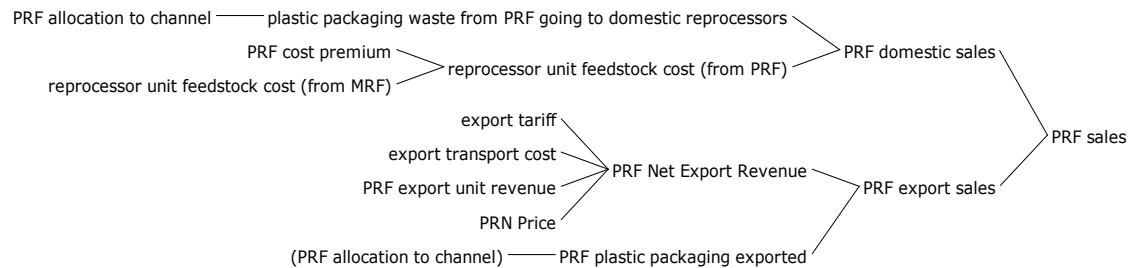 PRF allocation to channel
plastic packaging waste from PRF going to domestic reprocessors
PRF cost premium
PRF domestic sales
reprocessor unit feedstock cost (from PRF)
reprocessor unit feedstock cost (from MRF)
export tariff
PRF sales
export transport cost
PRF Net Export Revenue
PRF export unit revenue
PRF export sales
PRN Price
(PRF allocation to channel)
PRF plastic packaging exported